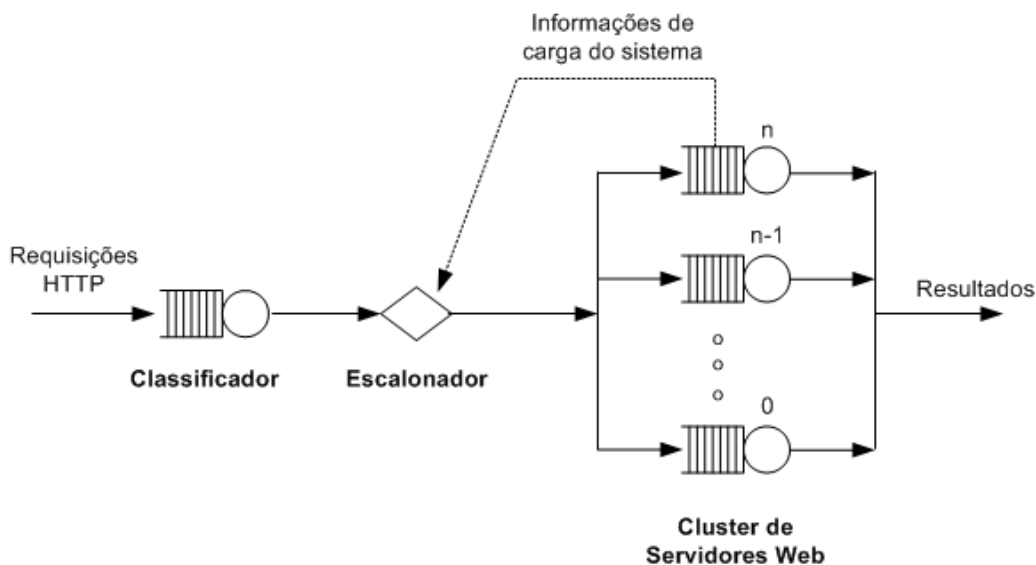 Informações de
carga do sistema
n
Requisições
HTTP
n-1
Resultados
Classificador
Escalonador
0
Cluster de
Servidores Web